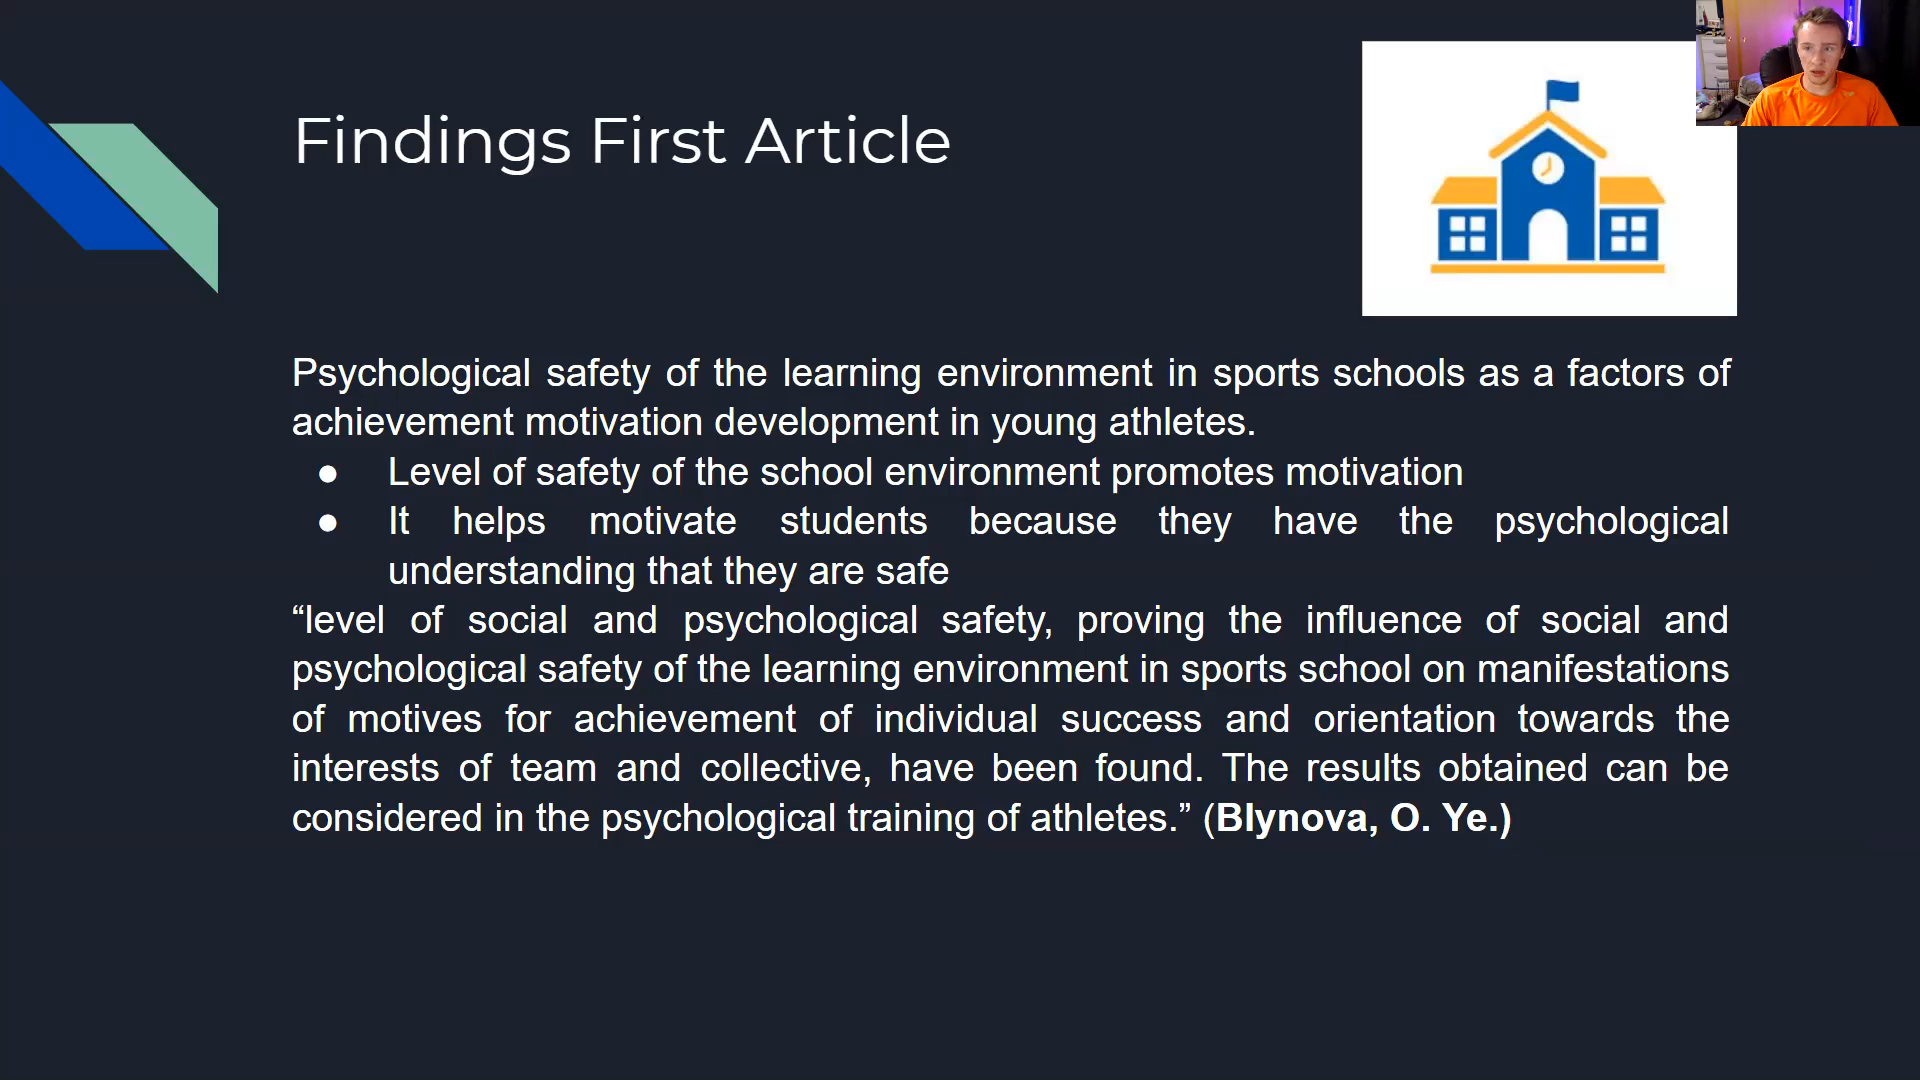 Findings First Article
Psychological safety of the learning environment in sports schools as a factors of
achievement motivation development in young athletes.
● Level of safety of the school environment promotes motivation
● It helps motivate students because they have the psychological
understanding that they are safe
“level of social and psychological safety, proving the influence of social and
psychological safety of the learning environment in sports school on manifestations
of motives for achievement of individual success and orientation towards the
interests of team and collective, have been found. The results obtained can be
considered in the psychological training of athletes.” (Blynova, O. Ye.)